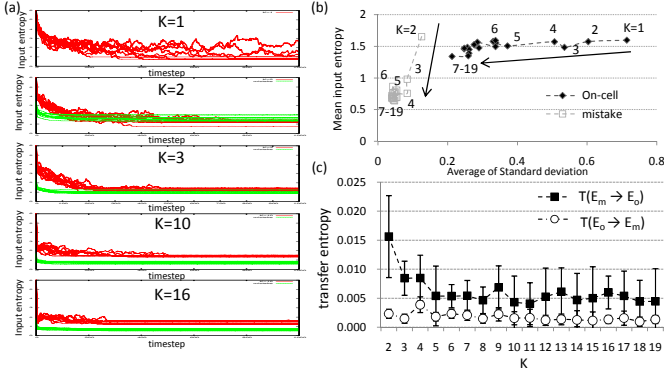 (a)
Input entropy
K=1
timestep
Input entropy
K=2
timestep
Input entropy
K=3
timestep
Input entropy
K=10
timestep
Input entropy
K=16
timestep
(b)
Mean input entropy
2
1.5
1
0.5
0
K=2
3
4
5
6
7-19
K=1
2
3
4
5
6
7-19
On-cell
mistake
0 0.2 0.4 0.6 0.8
Average of Standard deviation
(c)
transfer entropy
0.025
0.020
0.015
0.010
0.005
0.000
T(Eₘ → Eₒ)
T(Eₒ → Eₘ)
2 3 4 5 6 7 8 9 10 11 12 13 14 15 16 17 18 19
K